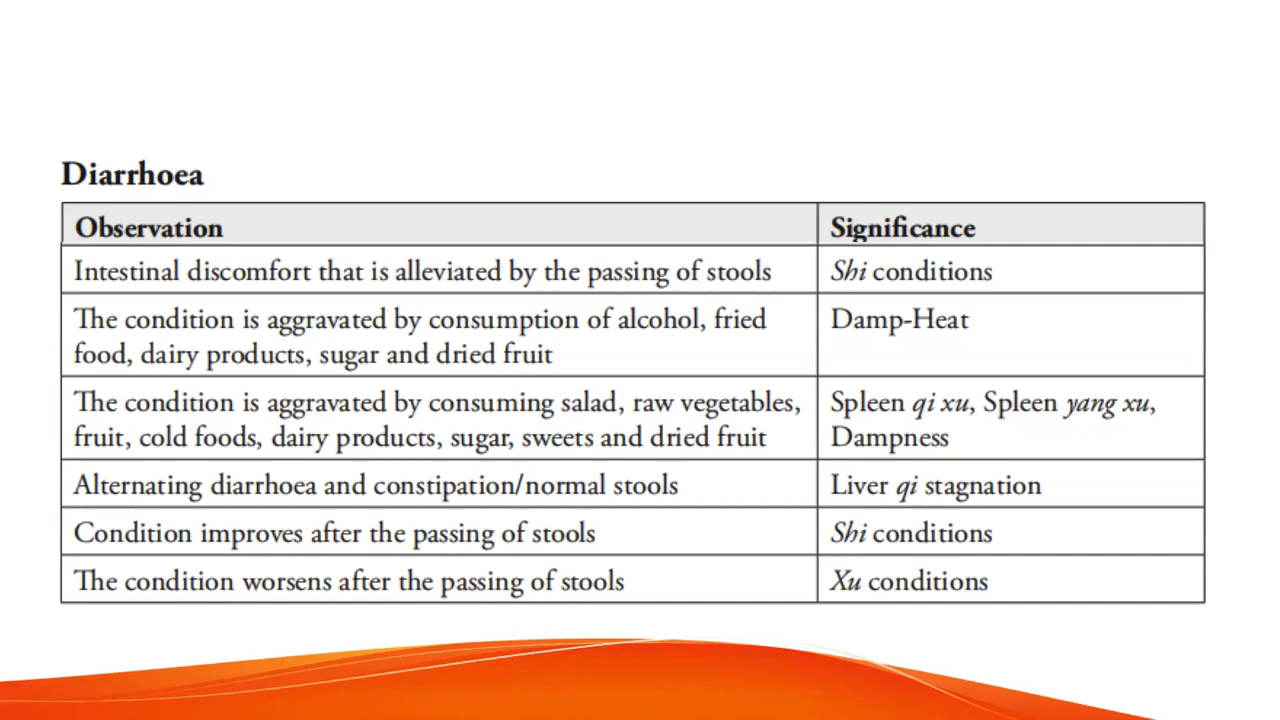 Diarrhoea
Observation
Significance
Intestinal discomfort that is alleviated by the passing of stools
Shi conditions
The condition is aggravated by consumption of alcohol, fried
food, dairy products, sugar and dried fruit
Damp-Heat
The condition is aggravated by consuming salad, raw vegetables,
fruit, cold foods, dairy products, sugar, sweets and dried fruit
Spleen qi xu, Spleen yang xu,
Dampness
Alternating diarrhoea and constipation/normal stools
Liver qi stagnation
Condition improves after the passing of stools
Shi conditions
The condition worsens after the passing of stools
Xu conditions